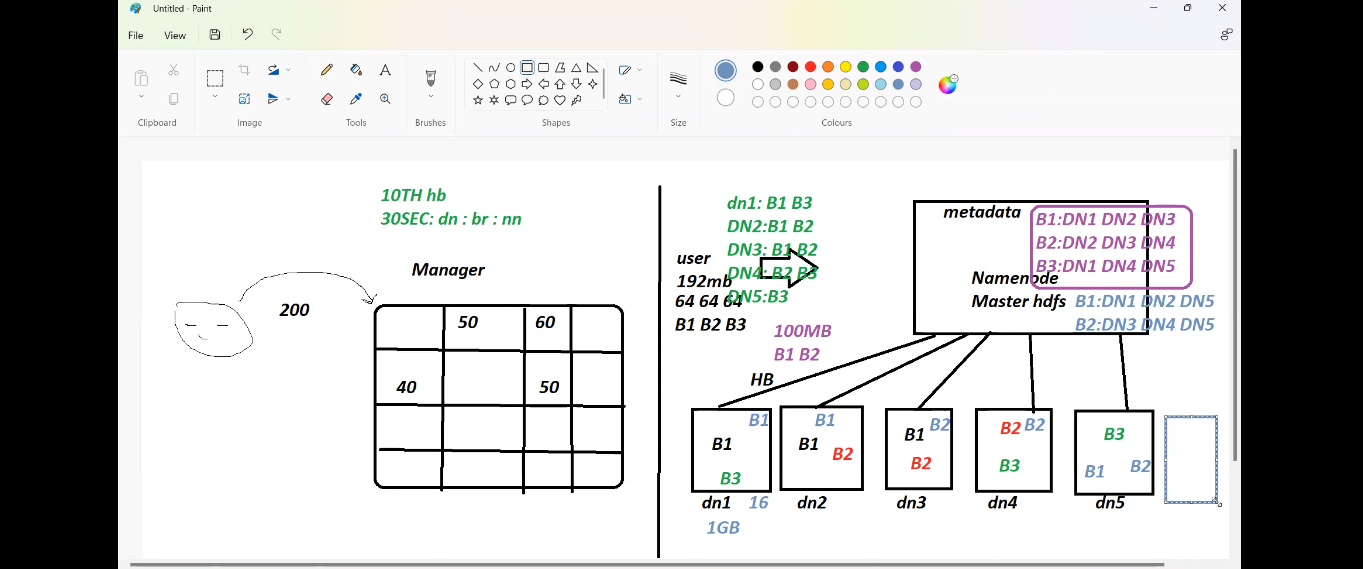 Untitled - Paint
File View
Clipboard
Image
Tools
Brushes
Shapes
Size
Colours
10TH hb
30SEC: dn : br : nn
Manager
200
50 60
40 50
dn1: B1 B3
DN2:B1 B2
DN3: B1 B2
DN4: B2 B3
DN5:B3
user
192mb
64 64 64
B1 B2 B3
100MB
B1 B2
HB
metadata
B1:DN1 DN2 DN3
B2:DN2 DN3 DN4
B3:DN1 DN4 DN5
Namenode
Master hdfs
B1:DN1 DN2 DN5
B2:DN3 DN4 DN5
B1
B1
B3
dn1 16
1GB
B1
B1
B2
dn2
B2
B1
B2
dn3
B2 B2
B3
dn4
B3
B1 B2
dn5